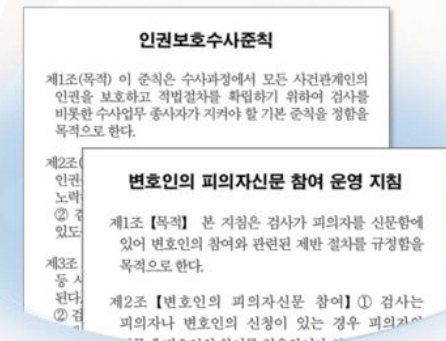 인권보호수사준칙
제1조(목적) 이 준칙은 수사과정에서 모든 사건관계인의
인권을 보호하고 적법절차를 확립하기 위하여 검사를
비롯한 수사업무 종사자가 지켜야 할 기본 준칙을 정함을
목적으로 한다.
제2조(
인권
노력
② 검
있도
제3조
등 사
된다.
② 검
변호인의 피의자신문 참여 운영 지침
제1조【목적】 본 지침은 검사가 피의자를 신문함에
있어 변호인의 참여와 관련된 제반 절차를 규정함을
목적으로 한다.
제2조【변호인의 피의자신문 참여】① 검사는
피의자나 변호인의 신청이 있는 경우 피의자